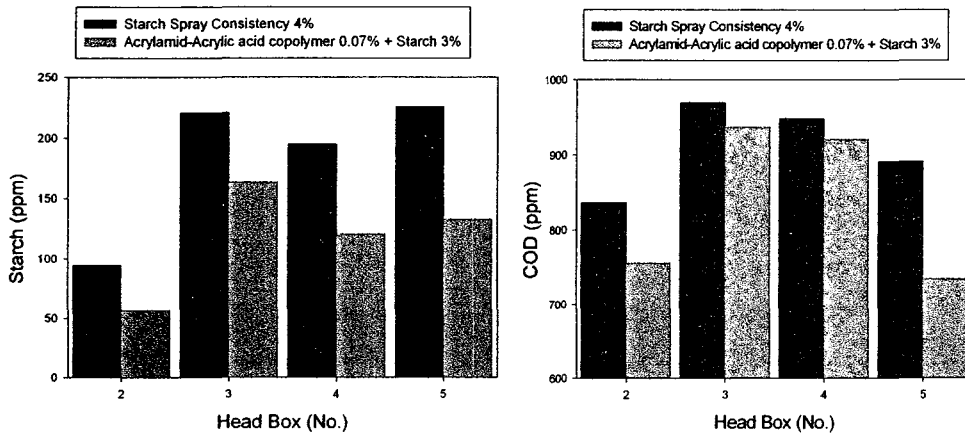 Starch Spray Consistency 4%
Acrylamid-Acrylic acid copolymer 0.07% + Starch 3%
250
200
150
100
50
0
Starch (ppm)
2 3 4 5
Head Box (No.)
Starch Spray Consistency 4%
Acrylamid-Acrylic acid copolymer 0.07% + Starch 3%
1000
900
800
700
600
COD (ppm)
2 3 4 5
Head Box (No.)